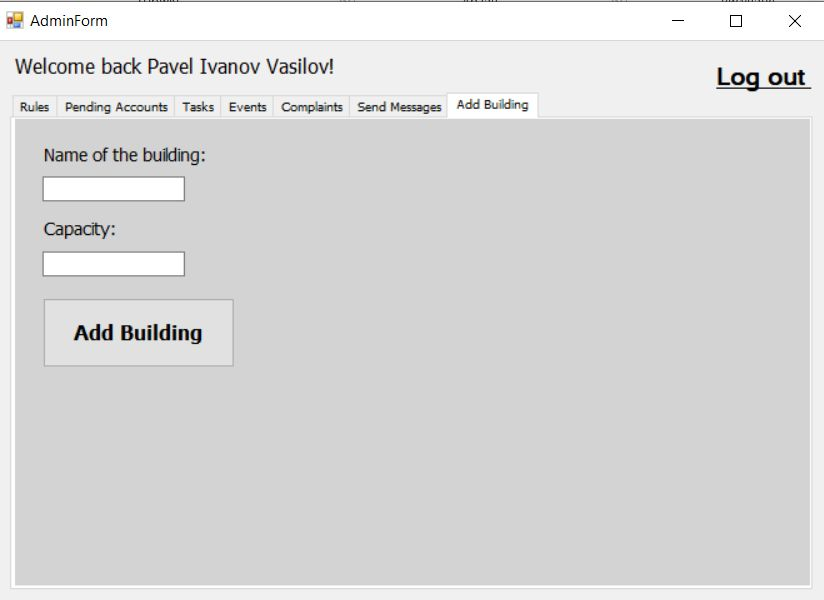 AdminForm
Welcome back Pavel Ivanov Vasilov!
Log out
Rules Pending Accounts Tasks Events Complaints Send Messages Add Building
Name of the building:
Capacity:
Add Building